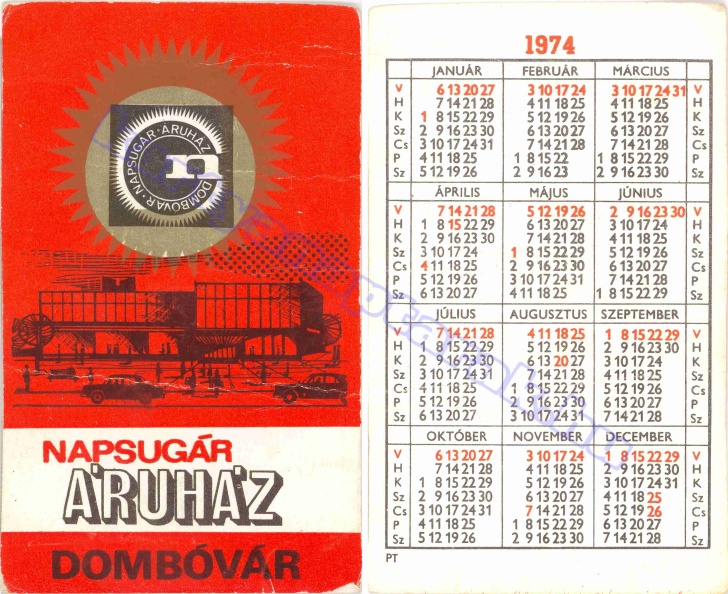 NAPSUGÁR · ÁRUHÁZ
DOMBÓVÁR
n
NAPSUGÁR
ÁRUHÁZ
DOMBÓVÁR
1974
JANUÁR FEBRUÁR MÁRCIUS
V 6 13 20 27 3 10 17 24 3 10 17 24 31 V
H 7 14 21 28 4 11 18 25 4 11 18 25 H
K 1 8 15 22 29 5 12 19 26 5 12 19 26 K
Sz 2 9 16 23 30 6 13 20 27 6 13 20 27 Sz
Cs 3 10 17 24 31 7 14 21 28 7 14 21 28 Cs
P 4 11 18 25 1 8 15 22 1 8 15 22 29 P
Sz 5 12 19 26 2 9 16 23 2 9 16 23 30 Sz
ÁPRILIS MÁJUS JÚNIUS
V 7 14 21 28 5 12 19 26 2 9 16 23 30 V
H 1 8 15 22 29 6 13 20 27 3 10 17 24 H
K 2 9 16 23 30 7 14 21 28 4 11 18 25 K
Sz 3 10 17 24 1 8 15 22 29 5 12 19 26 Sz
Cs 4 11 18 25 2 9 16 23 30 6 13 20 27 Cs
P 5 12 19 26 3 10 17 24 31 7 14 21 28 P
Sz 6 13 20 27 4 11 18 25 1 8 15 22 29 Sz
JÚLIUS AUGUSZTUS SZEPTEMBER
V 7 14 21 28 4 11 18 25 1 8 15 22 29 V
H 1 8 15 22 29 5 12 19 26 2 9 16 23 30 H
K 2 9 16 23 30 6 13 20 27 3 10 17 24 K
Sz 3 10 17 24 31 7 14 21 28 4 11 18 25 Sz
Cs 4 11 18 25 1 8 15 22 29 5 12 19 26 Cs
P 5 12 19 26 2 9 16 23 30 6 13 20 27 P
Sz 6 13 20 27 3 10 17 24 31 7 14 21 28 Sz
OKTÓBER NOVEMBER DECEMBER
V 6 13 20 27 3 10 17 24 1 8 15 22 29 V
H 7 14 21 28 4 11 18 25 2 9 16 23 30 H
K 1 8 15 22 29 5 12 19 26 3 10 17 24 31 K
Sz 2 9 16 23 30 6 13 20 27 4 11 18 25 Sz
Cs 3 10 17 24 31 7 14 21 28 5 12 19 26 Cs
P 4 11 18 25 1 8 15 22 29 6 13 20 27 P
Sz 5 12 19 26 2 9 16 23 30 7 14 21 28 Sz
PT